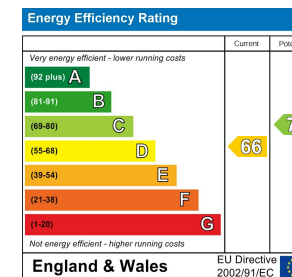 Energy Efficiency Rating
Current
Very energy efficient - lower running costs
(92 plus) A
(81-91) B
(69-80) C
(55-68) D
66
(39-54) E
(21-38) F
(1-20) G
Not energy efficient - higher running costs
England & Wales
EU Directive
2002/91/EC